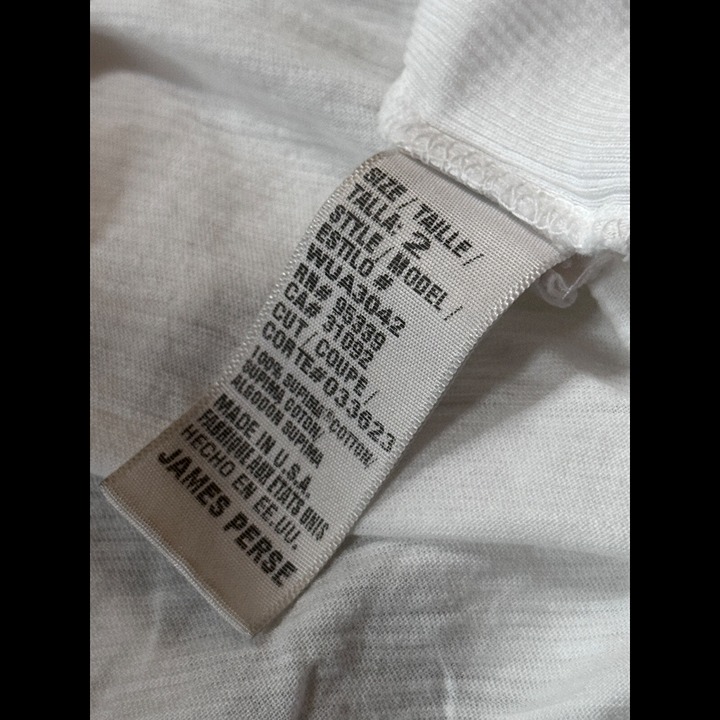 SIZE / TAILLE /
TALLA: 2
STYLE / MODEL /
ESTILO #
WUA3042
RN# 95339
CA# 31092
CUT / COUPE /
CORTE# 033623
100% SUPIMA® COTTON/
SUPIMA COTON/
ALGODON SUPIMA
MADE IN U.S.A.
FABRIQUE AUX ETATS UNIS
HECHO EN EE.UU.
JAMES PERSE